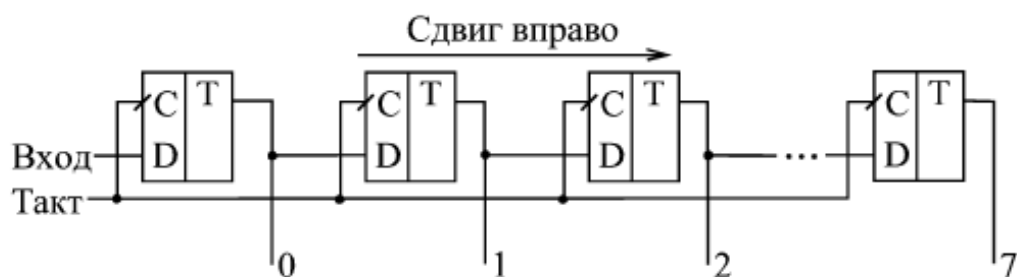 Сдвиг вправо
C T C T C T C T
Вход D D D ... D
Такт
0 1 2 7